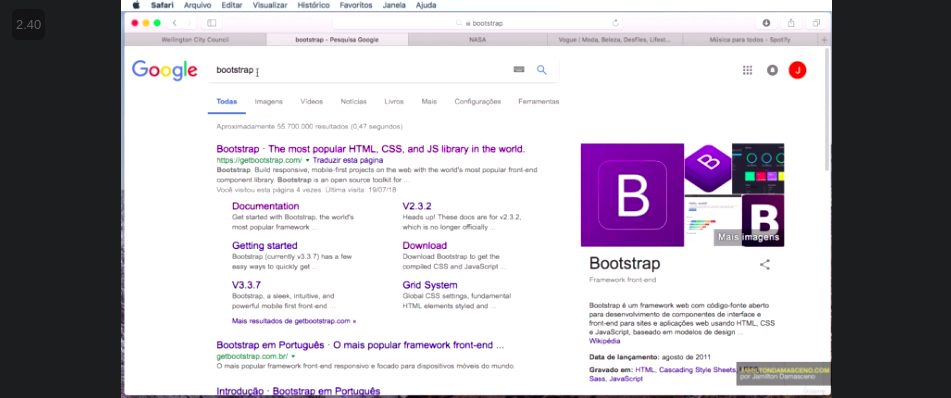 2.40
Safari Arquivo Editar Visualizar Histórico Favoritos Janela Ajuda
bootstrap
Wellington City Council
bootstrap - Pesquisa Google
NASA
Vogue | Moda, Beleza, Desfiles, Lifest...
Música para todos - Spotify
Google
bootstrap
J
Todas Imagens Vídeos Notícias Livros Mais Configurações Ferramentas
Aproximadamente 55.700.000 resultados (0,47 segundos)
Bootstrap · The most popular HTML, CSS, and JS library in the world.
https://getbootstrap.com/ ▾ Traduzir esta página
Bootstrap. Build responsive, mobile-first projects on the web with the world's most popular front-end
component library. Bootstrap is an open source toolkit for ...
Você visitou esta página 4 vezes. Última visita: 19/07/18
Documentation
Get started with Bootstrap, the world's
most popular framework ...
V2.3.2
Heads up! These docs are for v2.3.2,
which is no longer officially ...
Getting started
Bootstrap (currently v3.3.7) has a few
easy ways to quickly get ...
Download
Download Bootstrap to get the
compiled CSS and JavaScript ...
V3.3.7
Bootstrap, a sleek, intuitive, and
powerful mobile first front-end ...
Grid System
Global CSS settings, fundamental
HTML elements styled and ...
Mais resultados de getbootstrap.com »
Bootstrap em Português · O mais popular framework front-end ...
getbootstrap.com.br/ ▾
O mais popular framework front-end responsivo e focado para dispositivos móveis do mundo.
Introdução · Bootstrap em Português
B
B
B
Mais imagens
Bootstrap
Framework front-end
Bootstrap é um framework web com código-fonte aberto
para desenvolvimento de componentes de interface e
front-end para sites e aplicações web usando HTML, CSS
e JavaScript, baseado em modelos de design ...
Wikipédia
Data de lançamento: agosto de 2011
Gravado em: HTML, Cascading Style Sheets,
Sass, JavaScript
JAMILTONDAMASCENO.COM
por Jamilton Damasceno